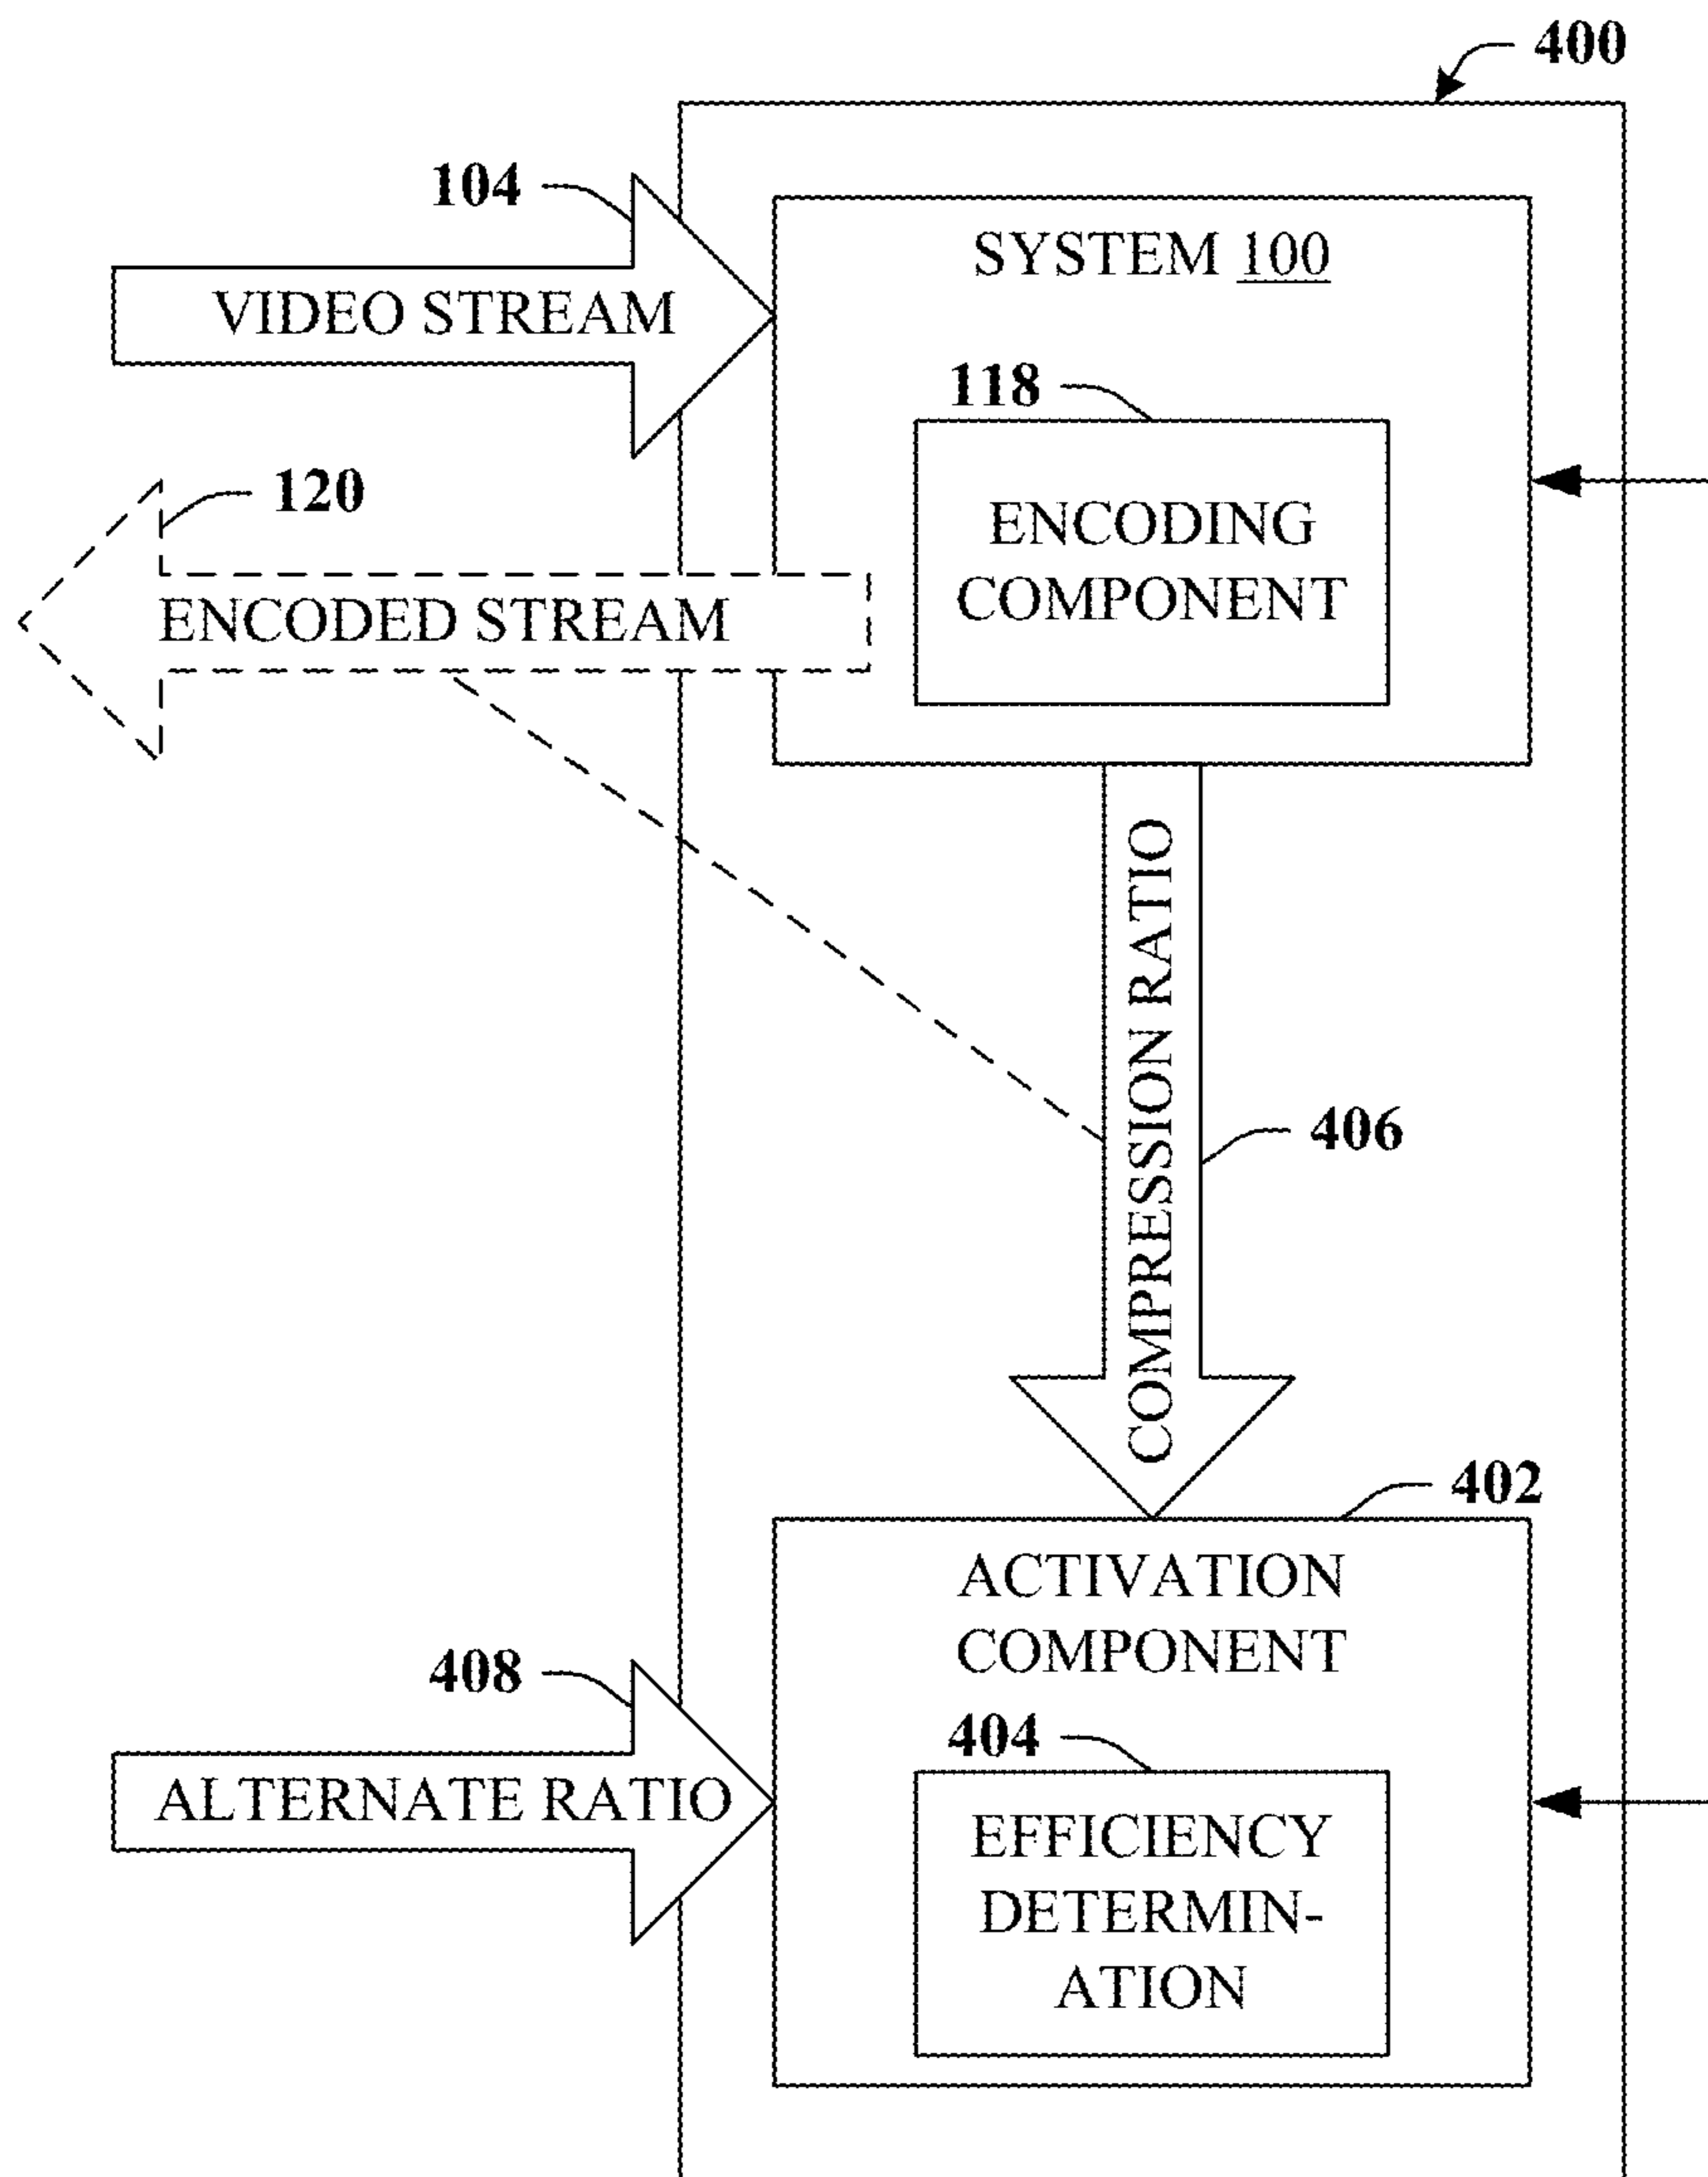 400
104
SYSTEM 100
VIDEO STREAM
118
120
ENCODING
COMPONENT
ENCODED STREAM
COMPRESSION RATIO
406
402
ACTIVATION
COMPONENT
408
404
ALTERNATE RATIO
EFFICIENCY
DETERMIN-
ATION